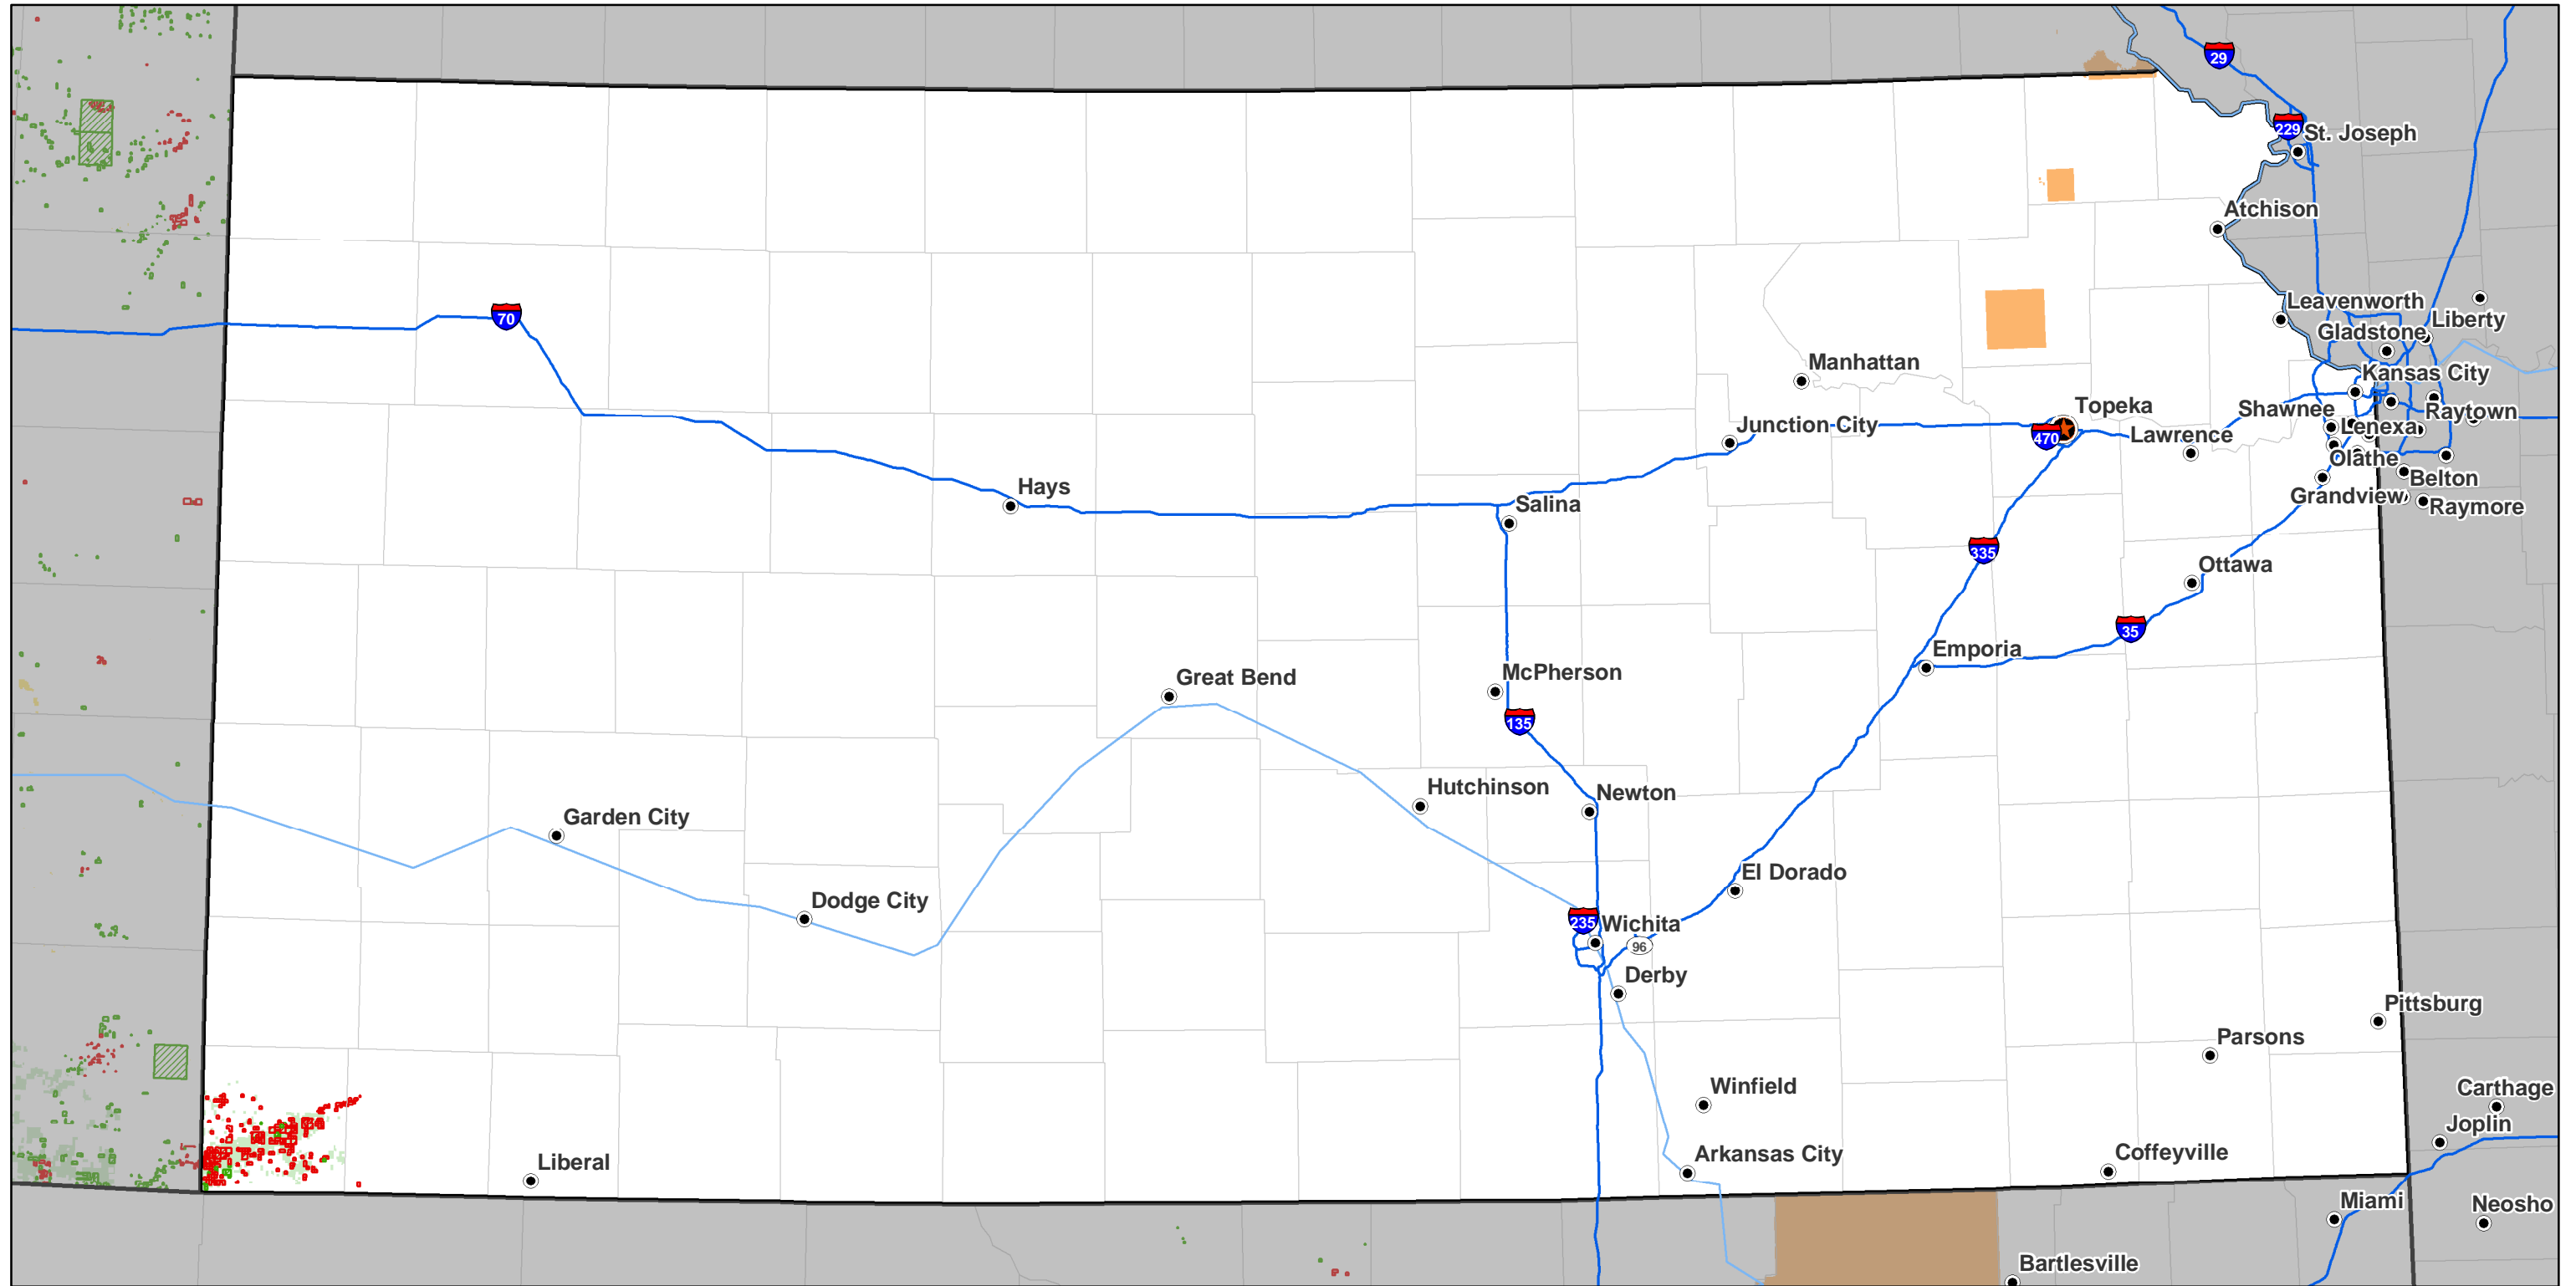 29
229
St. Joseph
Atchison
Leavenworth
Liberty
Gladstone
70
Manhattan
Kansas City
Topeka
Shawnee
Raytown
Junction City
470
Lawrence
Lenexa
Olathe
Belton
Hays
Salina
Grandview
Raymore
335
Ottawa
35
Emporia
Great Bend
McPherson
135
Hutchinson
Newton
Garden City
El Dorado
Dodge City
235
Wichita
96
Derby
Pittsburg
Parsons
Winfield
Carthage
Joplin
Liberal
Arkansas City
Coffeyville
Miami
Neosho
Bartlesville